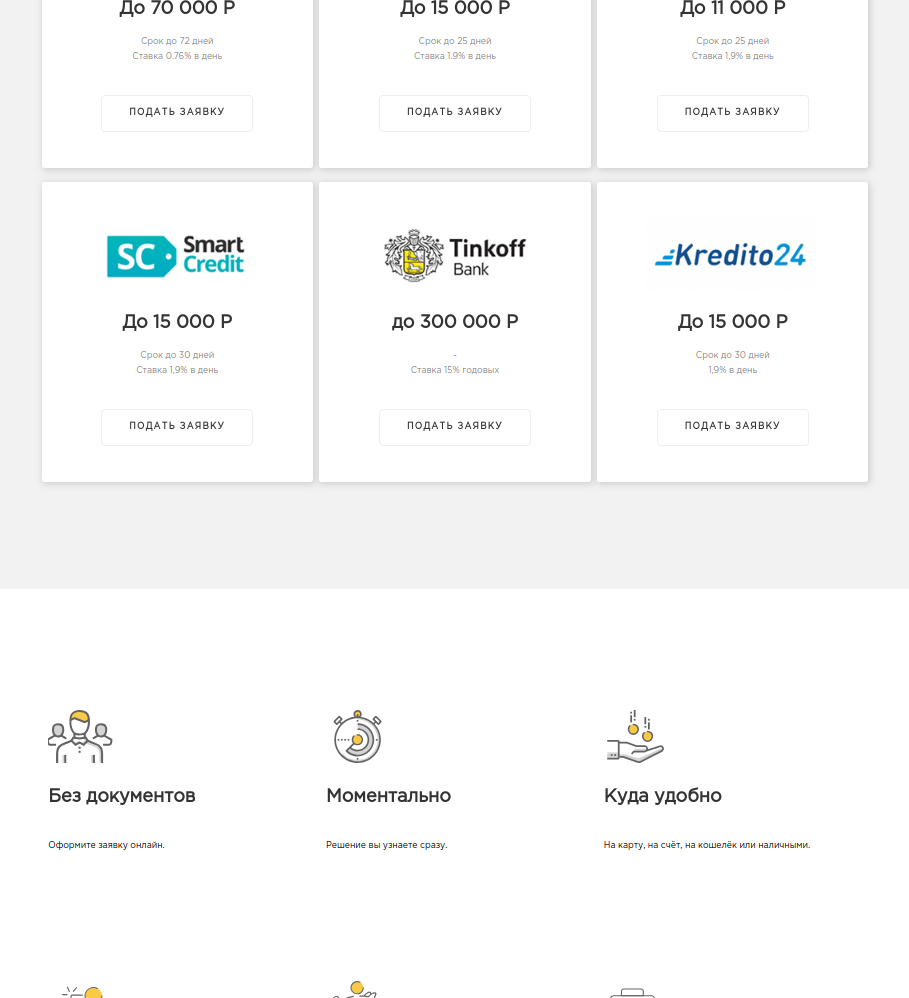 До 70 000 Р
До 15 000 Р
До 11 000 Р
Срок до 72 дней
Срок до 25 дней
Срок до 25 дней
Ставка 0.76% в день
Ставка 1.9% в день
Ставка 1,9% в день
ПОДАТЬ ЗАЯВКУ
ПОДАТЬ ЗАЯВКУ
ПОДАТЬ ЗАЯВКУ
SC Smart
Credit
Tinkoff
Bank
Kredito24
До 15 000 Р
до 300 000 Р
До 15 000 Р
Срок до 30 дней
-
Срок до 30 дней
Ставка 1,9% в день
Ставка 15% годовых
1,9% в день
ПОДАТЬ ЗАЯВКУ
ПОДАТЬ ЗАЯВКУ
ПОДАТЬ ЗАЯВКУ
Без документов
Моментально
Куда удобно
Оформите заявку онлайн.
Решение вы узнаете сразу.
На карту, на счёт, на кошелёк или наличными.